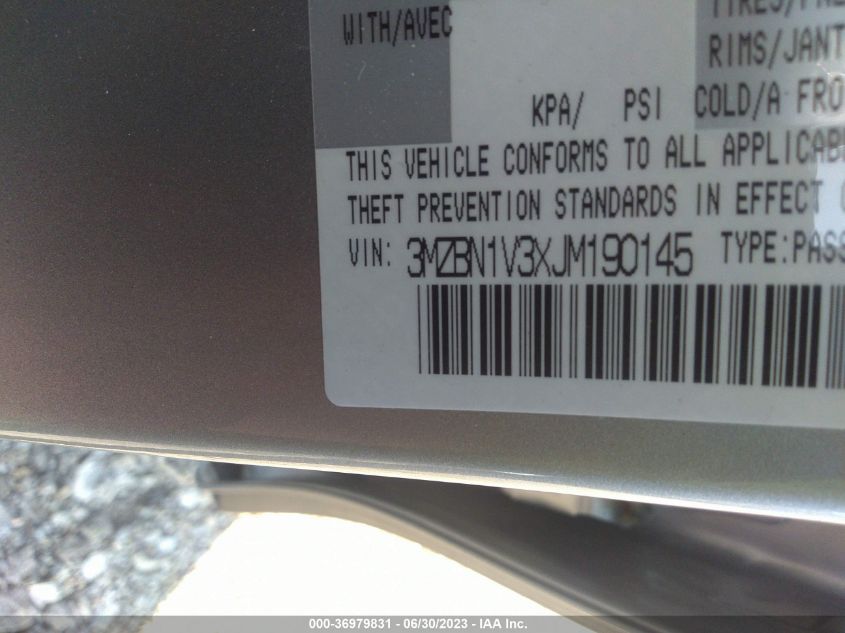 WITH/AVEC
RIMS/JANT
KPA/ PSI COLD/A FRO
THIS VEHICLE CONFORMS TO ALL APPLICABL
THEFT PREVENTION STANDARDS IN EFFECT
VIN: 3MZBN1V3XJM190145 TYPE:PASS
000-36979831 - 06/30/2023 - IAA Inc.